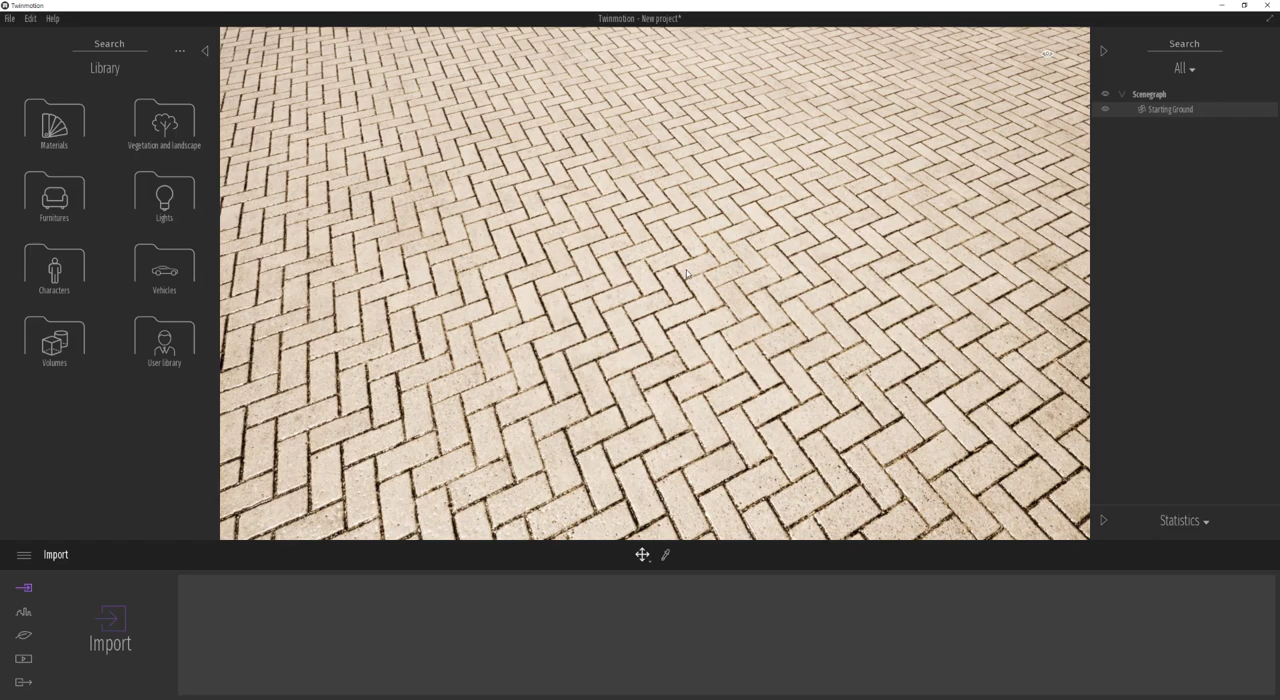 Twinmotion
File Edit Help
Twinmotion - New project*
Search
...
Library
Materials
Vegetation and landscape
Furnitures
Lights
Characters
Vehicles
Volumes
User library
Search
All
Scenegraph
Starting Ground
Statistics
Import
Import